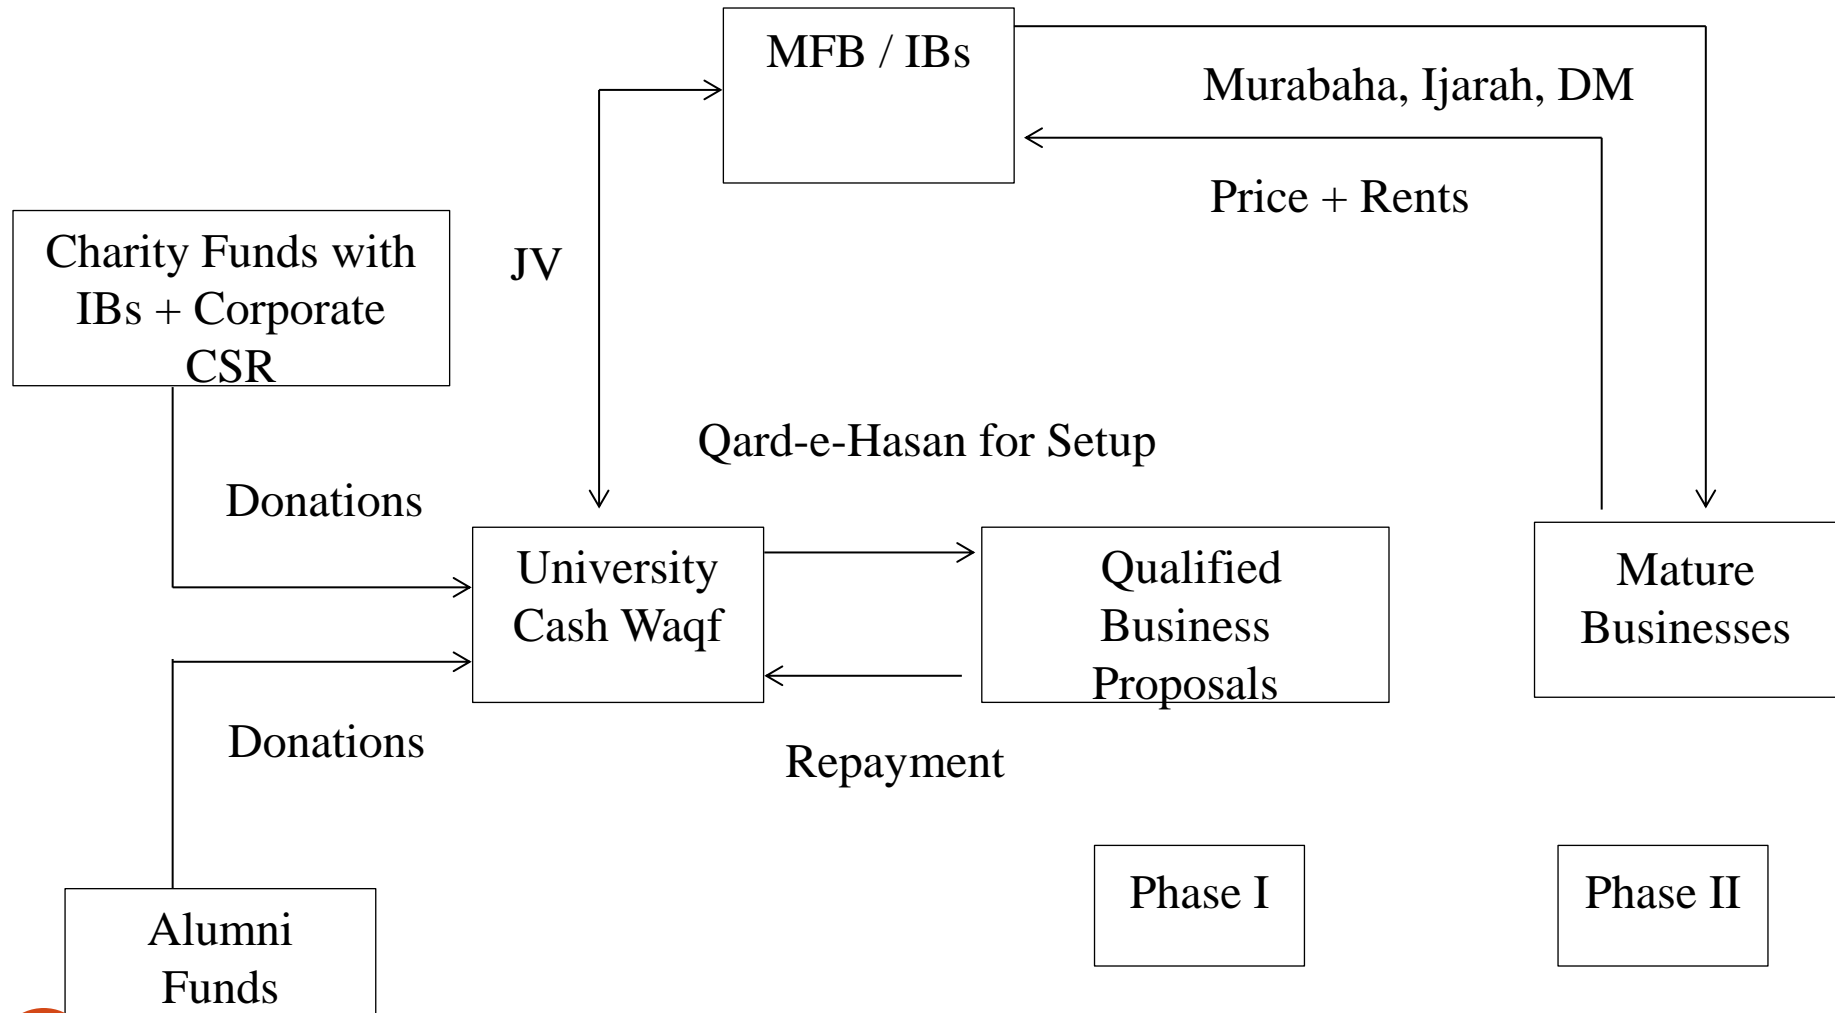 MFB / IBs
Murabaha, Ijarah, DM
Price + Rents
Charity Funds with
IBs + Corporate
CSR
JV
Qard-e-Hasan for Setup
Donations
University
Cash Waqf
Qualified
Business
Proposals
Mature
Businesses
Donations
Repayment
Phase I
Phase II
Alumni
Funds